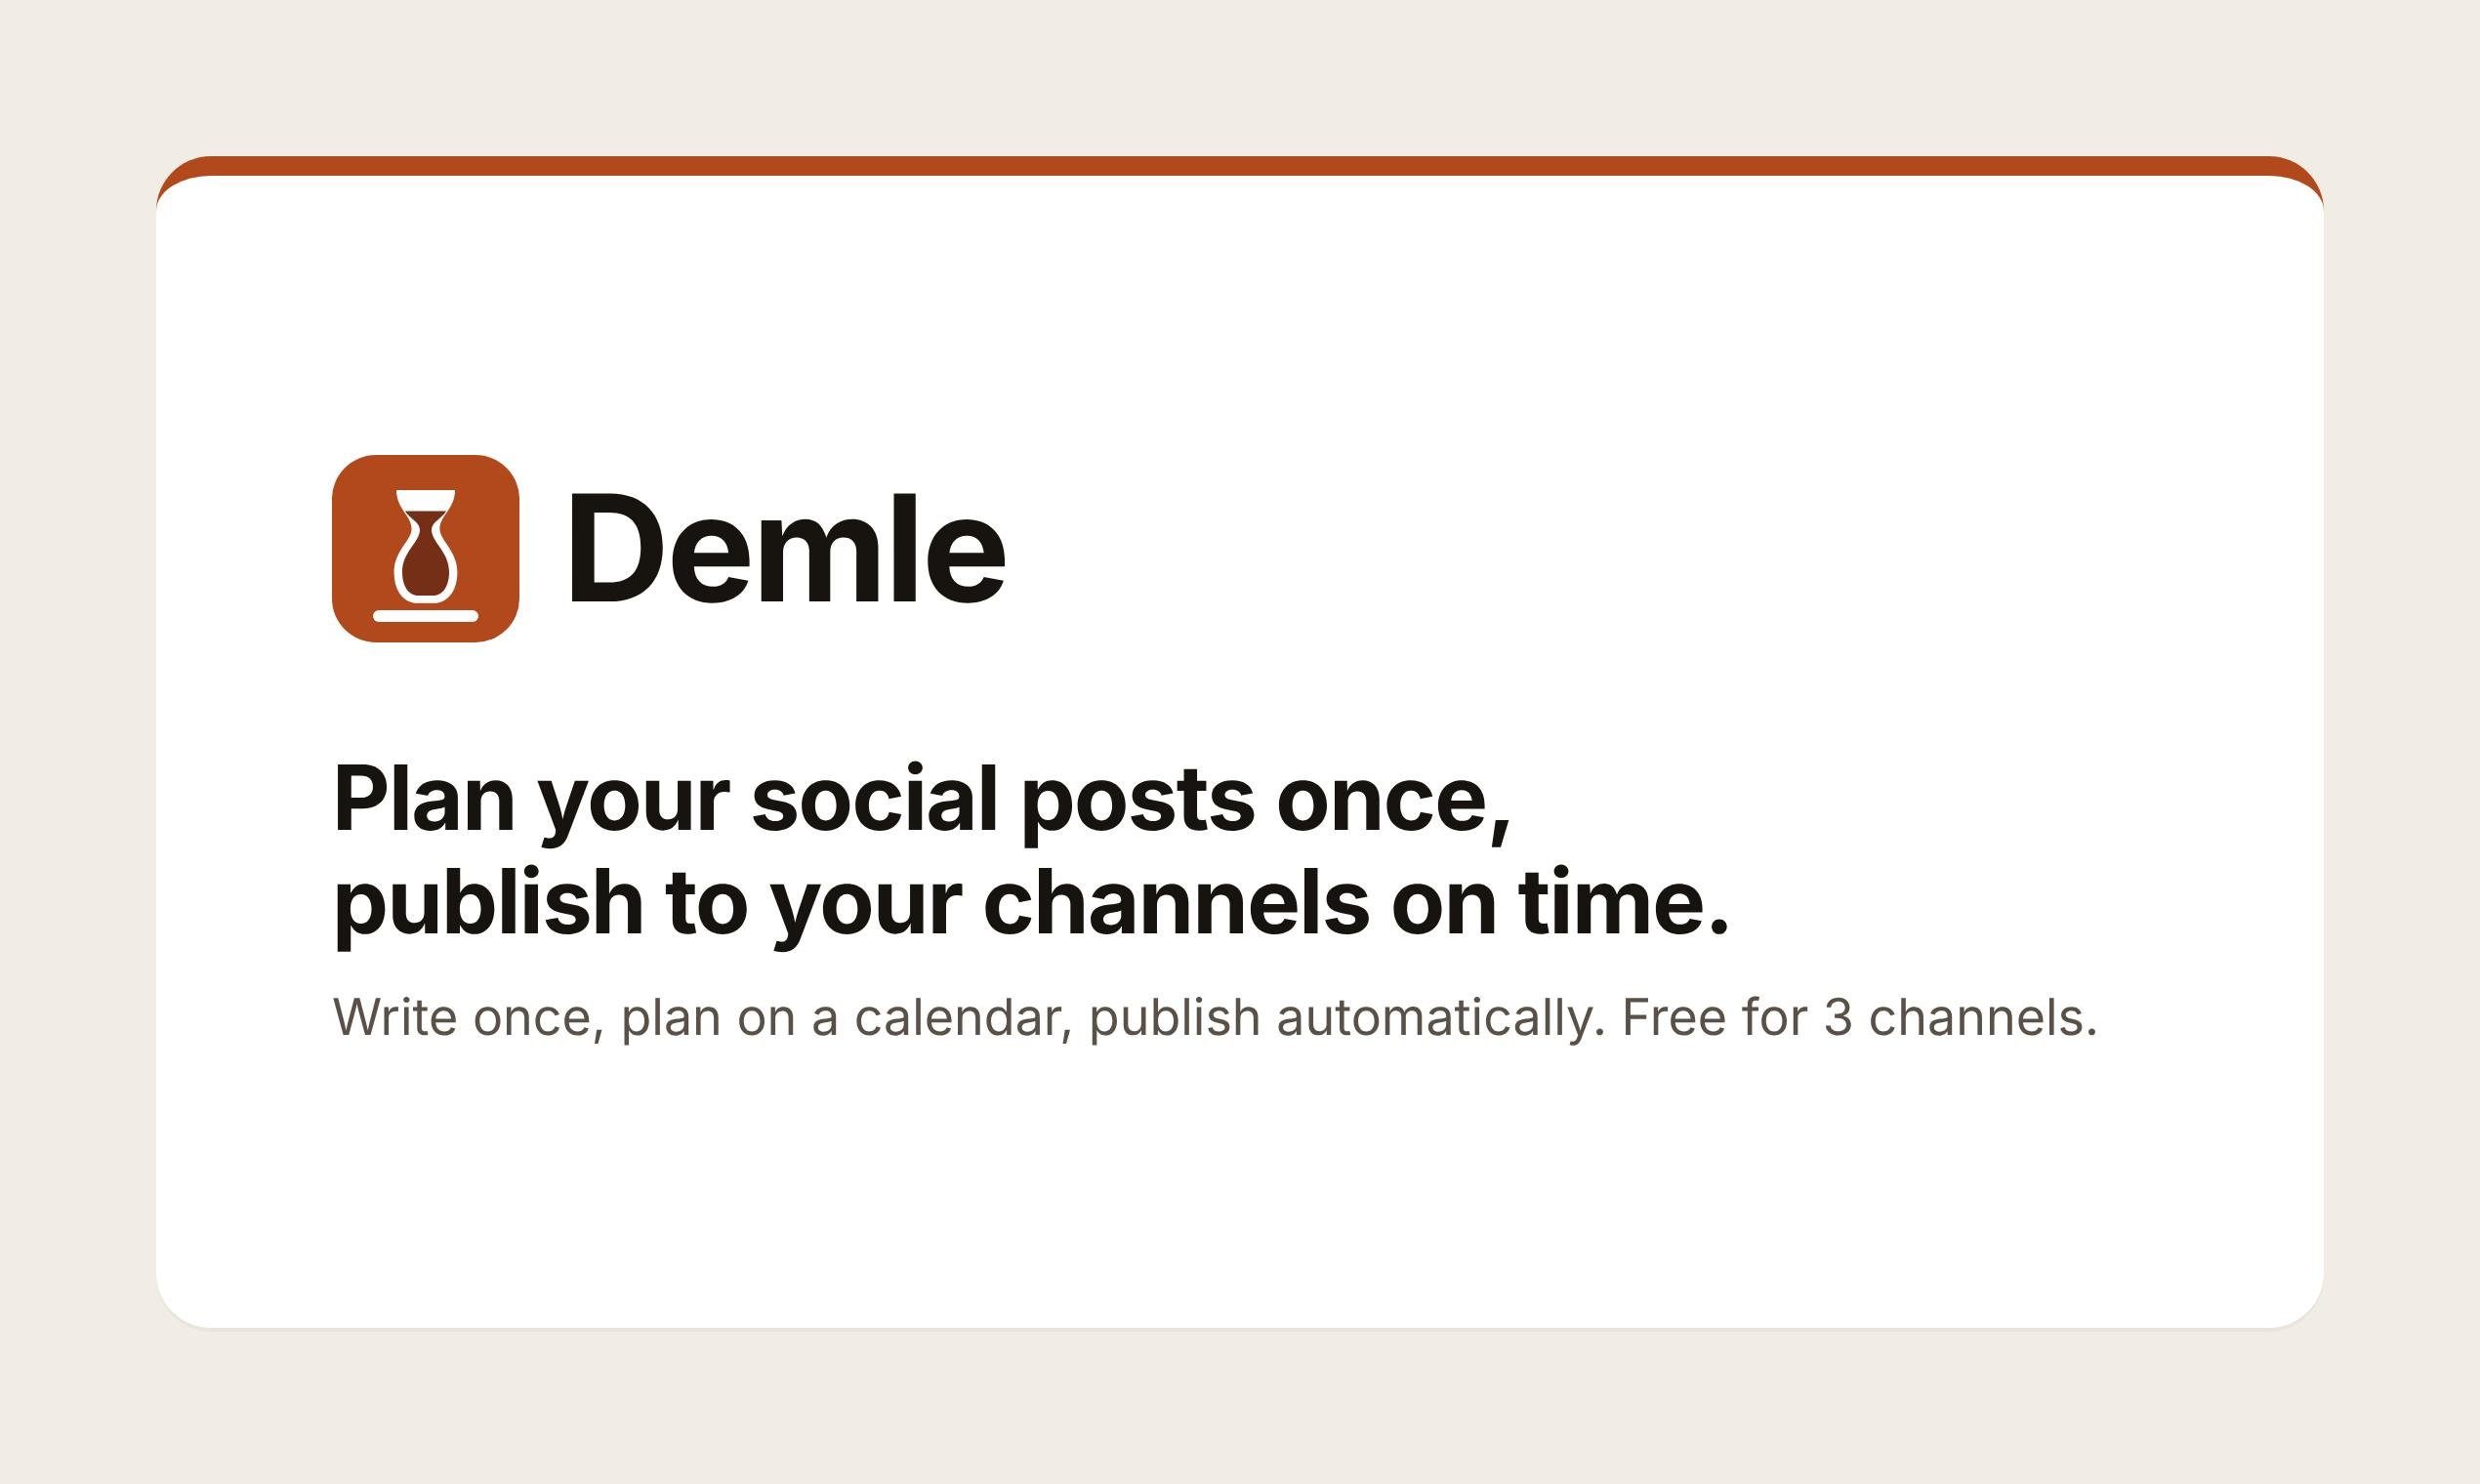 Demle
Plan your social posts once,
publish to your channels on time.
Write once, plan on a calendar, publish automatically. Free for 3 channels.